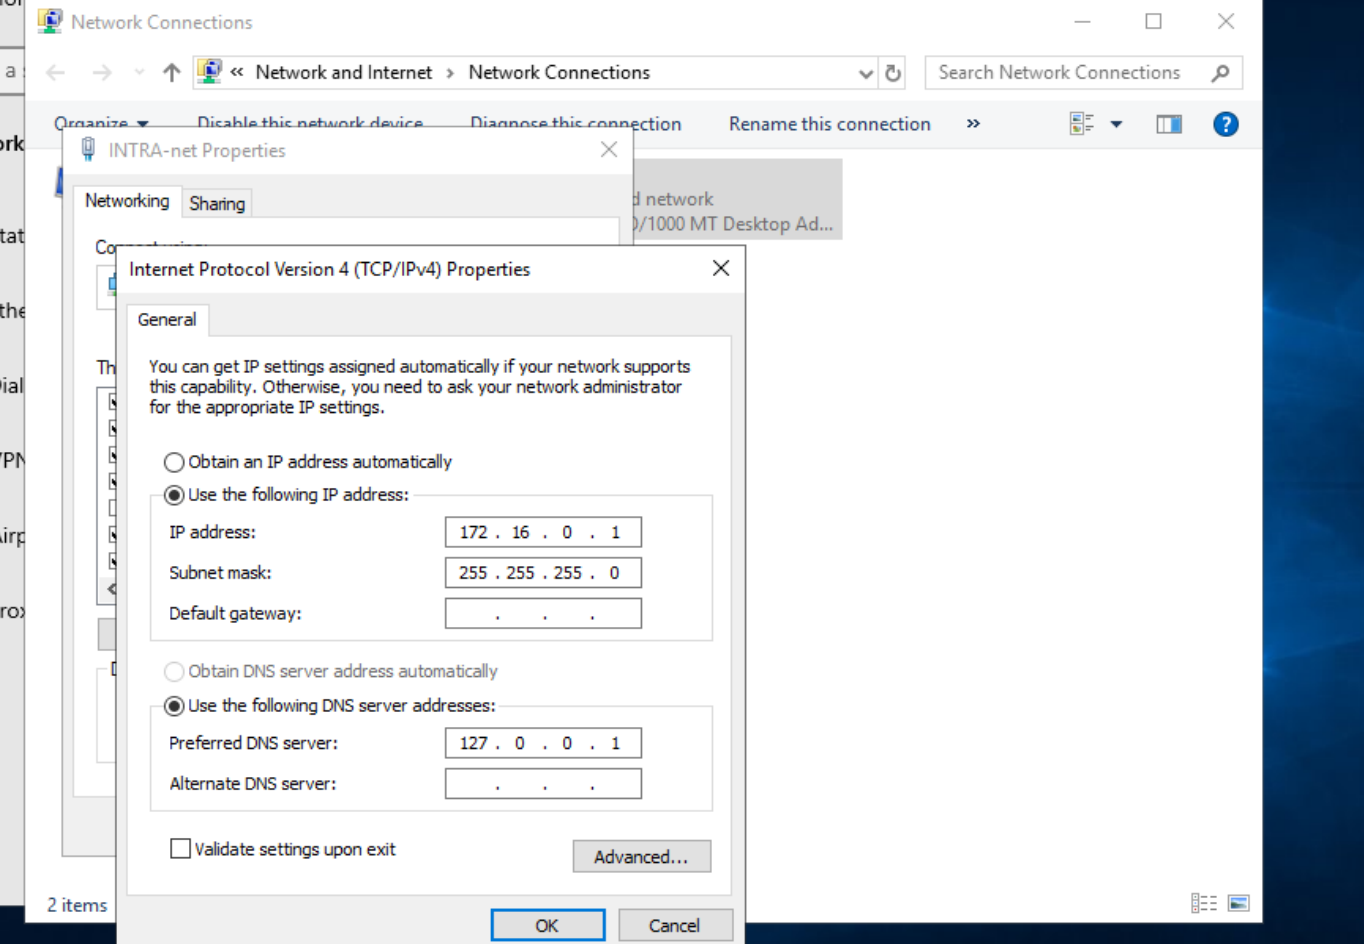 Network Connections
« Network and Internet › Network Connections
Search Network Connections
Organize
Disable this network device
Diagnose this connection
Rename this connection
»
?
INTRA-net Properties
Networking
Sharing
d network
/1000 MT Desktop Ad...
Internet Protocol Version 4 (TCP/IPv4) Properties
General
You can get IP settings assigned automatically if your network supports
this capability. Otherwise, you need to ask your network administrator
for the appropriate IP settings.
Obtain an IP address automatically
Use the following IP address:
IP address: 172 . 16 . 0 . 1
Subnet mask: 255 . 255 . 255 . 0
Default gateway: . . .
Obtain DNS server address automatically
Use the following DNS server addresses:
Preferred DNS server: 127 . 0 . 0 . 1
Alternate DNS server: . . .
Validate settings upon exit
Advanced...
2 items
OK
Cancel